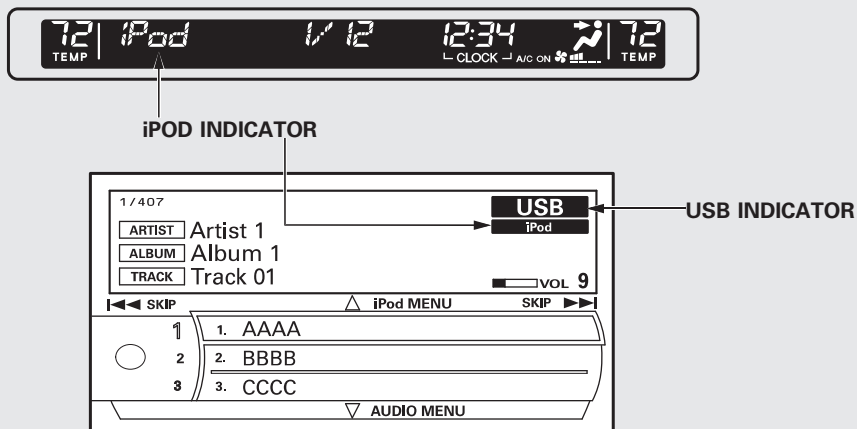 72 iPod 1/12 12:34 72
TEMP CLOCK A/C ON TEMP
iPOD INDICATOR
1/407 USB
iPod
USB INDICATOR
ARTIST Artist 1
ALBUM Album 1
TRACK Track 01
VOL 9
SKIP iPod MENU SKIP
1 1. AAAA
2 2. BBBB
3 3. CCCC
AUDIO MENU